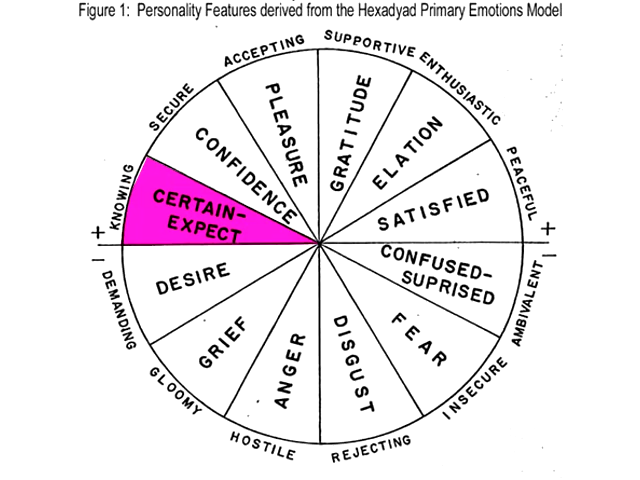 Figure 1: Personality Features derived from the Hexadyad Primary Emotions Model
ACCEPTING
SUPPORTIVE
ENTHUSIASTIC
SECURE
PEACEFUL
KNOWING
PLEASURE
GRATITUDE
CONFIDENCE
ELATION
CERTAIN-
EXPECT
SATISFIED
+
+
−
−
DESIRE
CONFUSED-
SUPRISED
GRIEF
ANGER
DISGUST
FEAR
DEMANDING
AMBIVALENT
GLOOMY
INSECURE
HOSTILE
REJECTING